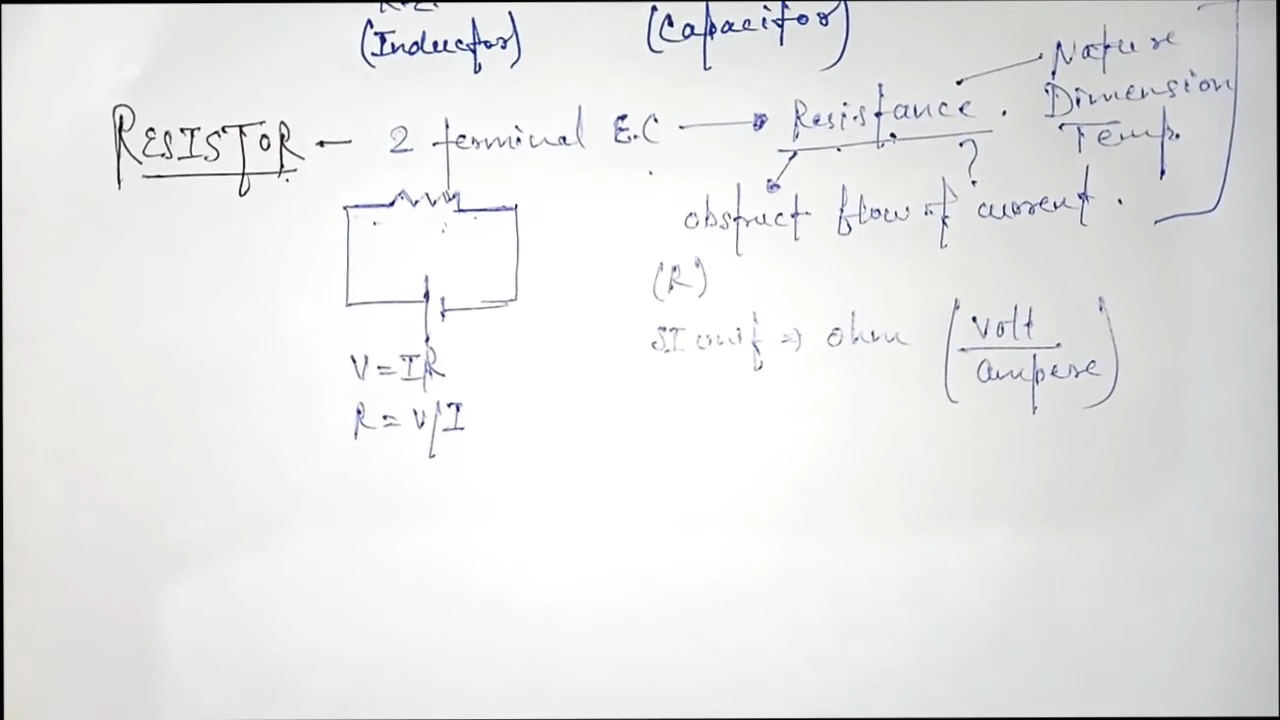 (Inductor) (Capacitor)
Nature
RESISTOR - 2 terminal E.C → Resistance. Dimension
Temp.
?
obstruct flow of current.
(R)
SI unit ⇒ ohm (volt/ampere)
V = IR
R = V/I